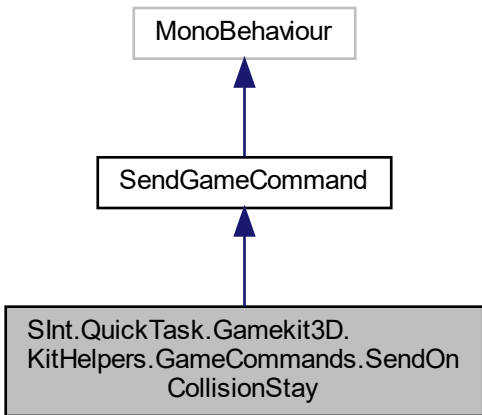 MonoBehaviour
SendGameCommand
SInt.QuickTask.Gamekit3D.
KitHelpers.GameCommands.SendOn
CollisionStay